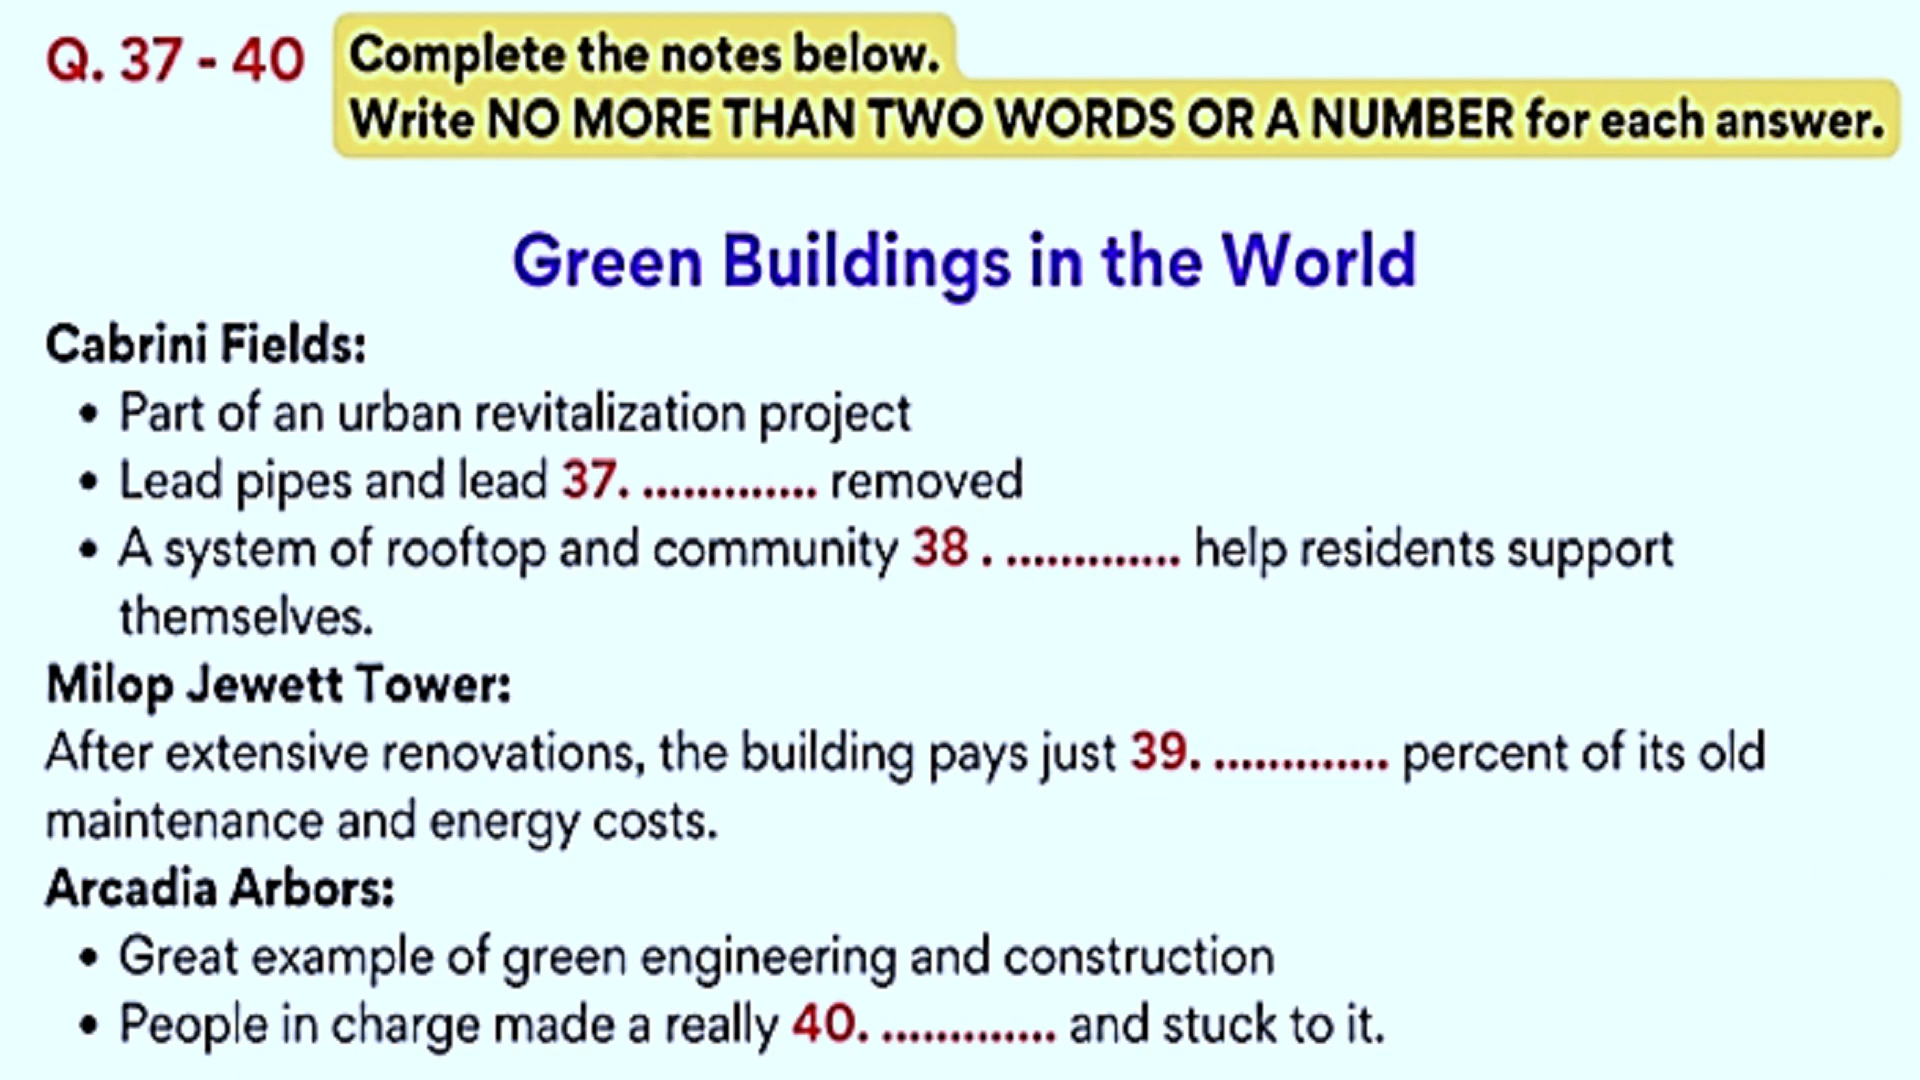 Q. 37 - 40
Complete the notes below.
Write NO MORE THAN TWO WORDS OR A NUMBER for each answer.
Green Buildings in the World
Cabrini Fields:
• Part of an urban revitalization project
• Lead pipes and lead 37. ............. removed
• A system of rooftop and community 38 . ............. help residents support
themselves.
Milop Jewett Tower:
After extensive renovations, the building pays just 39. ............. percent of its old
maintenance and energy costs.
Arcadia Arbors:
• Great example of green engineering and construction
• People in charge made a really 40. ............. and stuck to it.